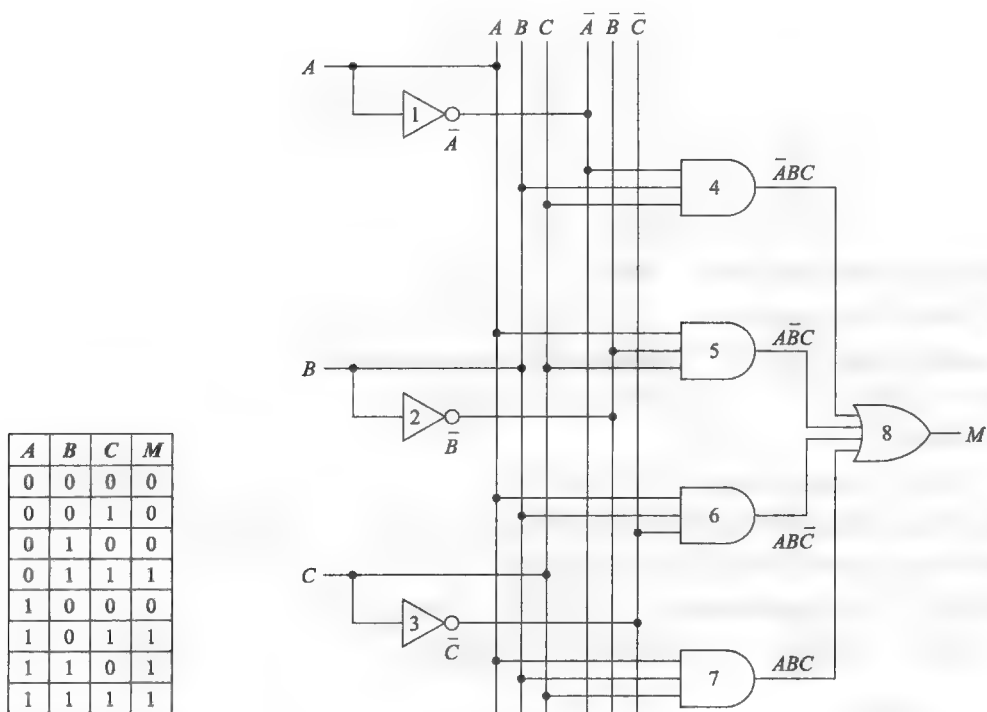 A B C A̅ B̅ C̅
A
1
A̅
4
A̅BC
5
AB̅C
B
2
B̅
8
M
6
ABC̅
C
3
C̅
7
ABC
A B C M
0 0 0 0
0 0 1 0
0 1 0 0
0 1 1 1
1 0 0 0
1 0 1 1
1 1 0 1
1 1 1 1